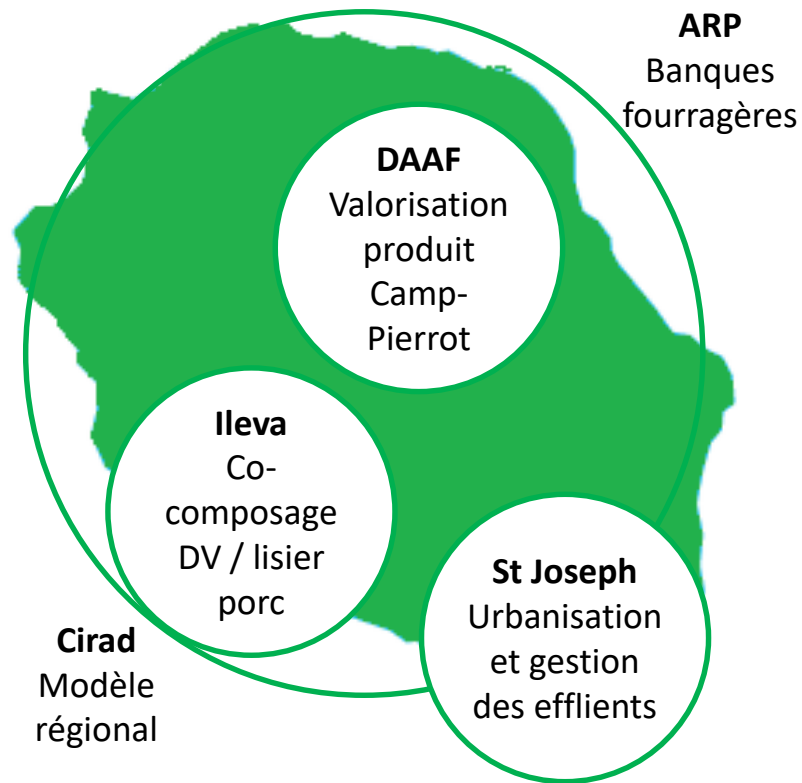 ARP
Banques
fourragères
DAAF
Valorisation
produit
Camp-
Pierrot
Ileva
Co-
composage
DV / lisier
porc
St Joseph
Urbanisation
et gestion
des efflients
Cirad
Modèle
régional